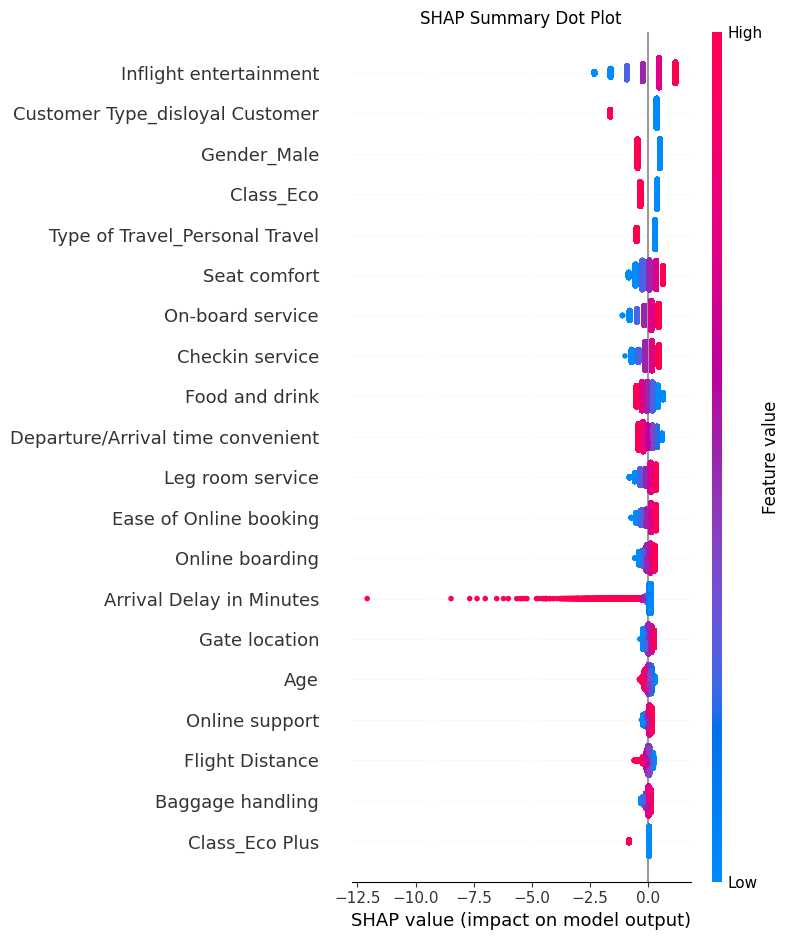 SHAP Summary Dot Plot
High
Inflight entertainment
Customer Type_disloyal Customer
Gender_Male
Class_Eco
Type of Travel_Personal Travel
Seat comfort
On-board service
Checkin service
Food and drink
Departure/Arrival time convenient
Leg room service
Ease of Online booking
Online boarding
Arrival Delay in Minutes
Gate location
Age
Online support
Flight Distance
Baggage handling
Class_Eco Plus
Feature value
Low
−12.5 −10.0 −7.5 −5.0 −2.5 0.0
SHAP value (impact on model output)